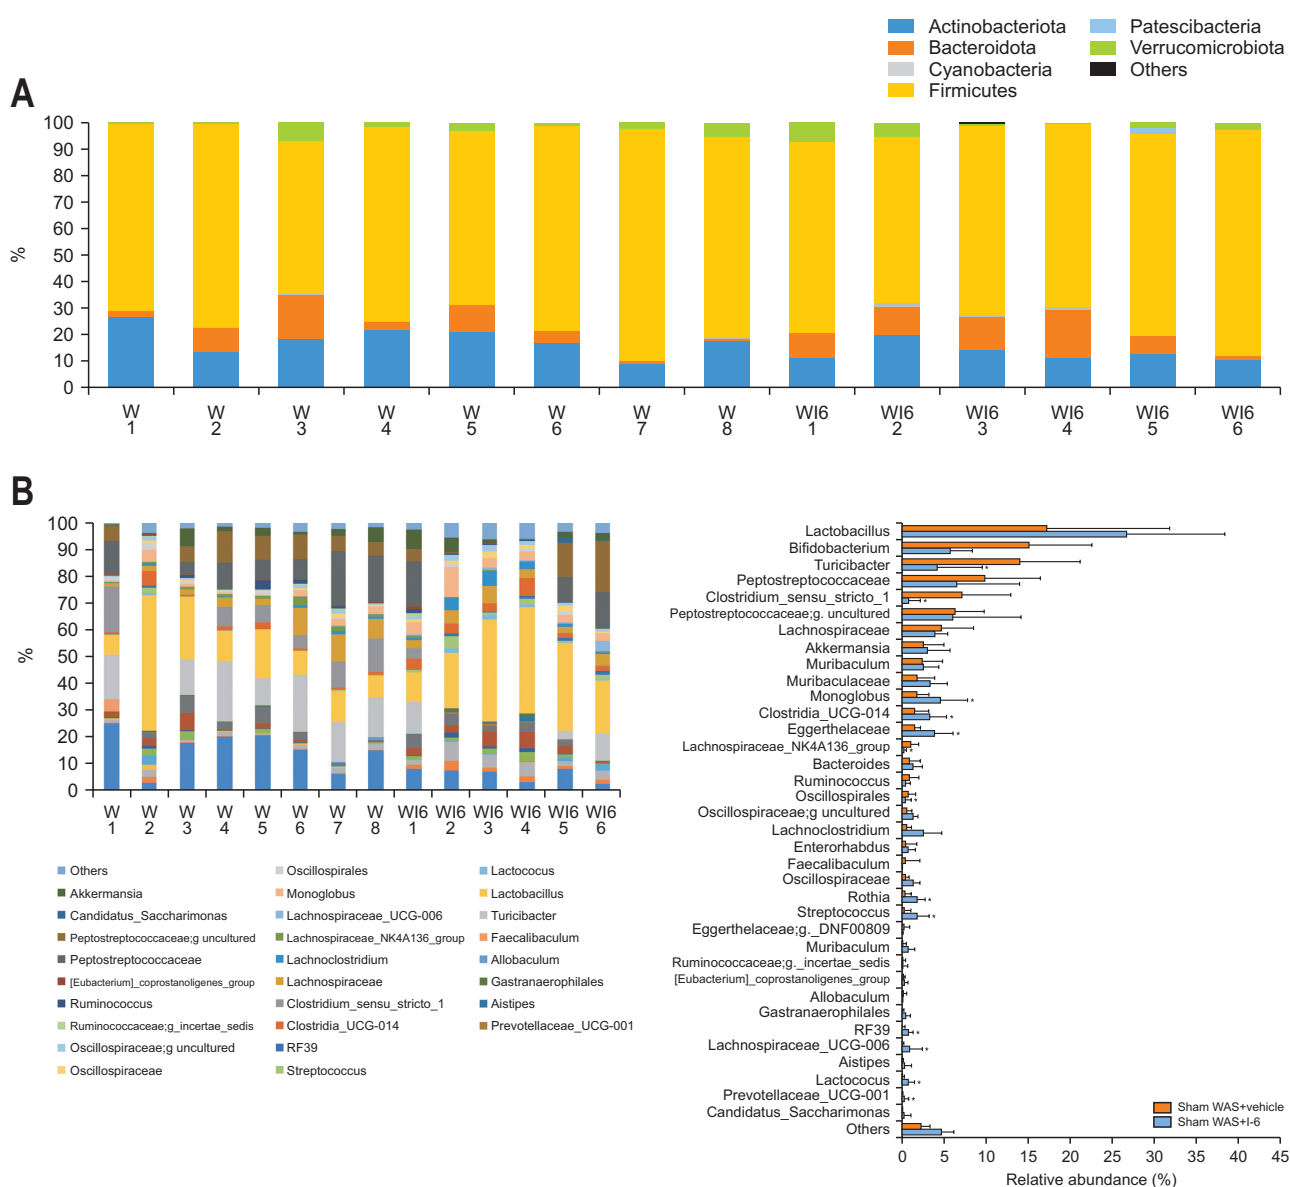 Actinobacteriota
Bacteroidota
Cyanobacteria
Firmicutes
Patescibacteria
Verrucomicrobiota
Others
A
100
90
80
70
60
50
40
30
20
10
0
%
W W W W W W W W WI6 WI6 WI6 WI6 WI6 WI6
1 2 3 4 5 6 7 8 1 2 3 4 5 6
B
100
90
80
70
60
50
40
30
20
10
0
%
W W W W W W W W WI6 WI6 WI6 WI6 WI6 WI6
1 2 3 4 5 6 7 8 1 2 3 4 5 6
Others
Akkermansia
Candidatus_Saccharimonas
Peptostreptococcaceae;g uncultured
Peptostreptococcaceae
[Eubacterium]_coprostanoligenes_group
Ruminococcus
Ruminococcaceae;g_incertae_sedis
Oscillospiraceae;g uncultured
Oscillospiraceae
Oscillospirales
Monoglobus
Lachnospiraceae_UCG-006
Lachnospiraceae_NK4A136_group
Lachnoclostridium
Lachnospiraceae
Clostridium_sensu_stricto_1
Clostridia_UCG-014
RF39
Streptococcus
Lactococus
Lactobacillus
Turicibacter
Faecalibaculum
Allobaculum
Gastranaerophilales
Aistipes
Prevotellaceae_UCG-001
Lactobacillus
Bifidobacterium
Turicibacter *
Peptostreptococcaceae
Clostridium_sensu_stricto_1 *
Peptostreptococcaceae;g. uncultured
Lachnospiraceae
Akkermansia
Muribaculum
Muribaculaceae
Monoglobus *
Clostridia_UCG-014 *
Eggerthelaceae *
Lachnospiraceae_NK4A136_group *
Bacteroides
Ruminococcus
Oscillospirales *
Oscillospiraceae;g uncultured
Lachnoclostridium
Enterorhabdus
Faecalibaculum
Oscillospiraceae
Rothia *
Streptococcus *
Eggerthelaceae;g._DNF00809
Muribaculum
Ruminococcaceae;g._incertae_sedis
[Eubacterium]_coprostanoligenes_group
Allobaculum
Gastranaerophilales
RF39 *
Lachnospiraceae_UCG-006 *
Aistipes
Lactococus *
Prevotellaceae_UCG-001 *
Candidatus_Saccharimonas
Others
Sham WAS+vehicle
Sham WAS+I-6
0 5 10 15 20 25 30 35 40 45
Relative abundance (%)